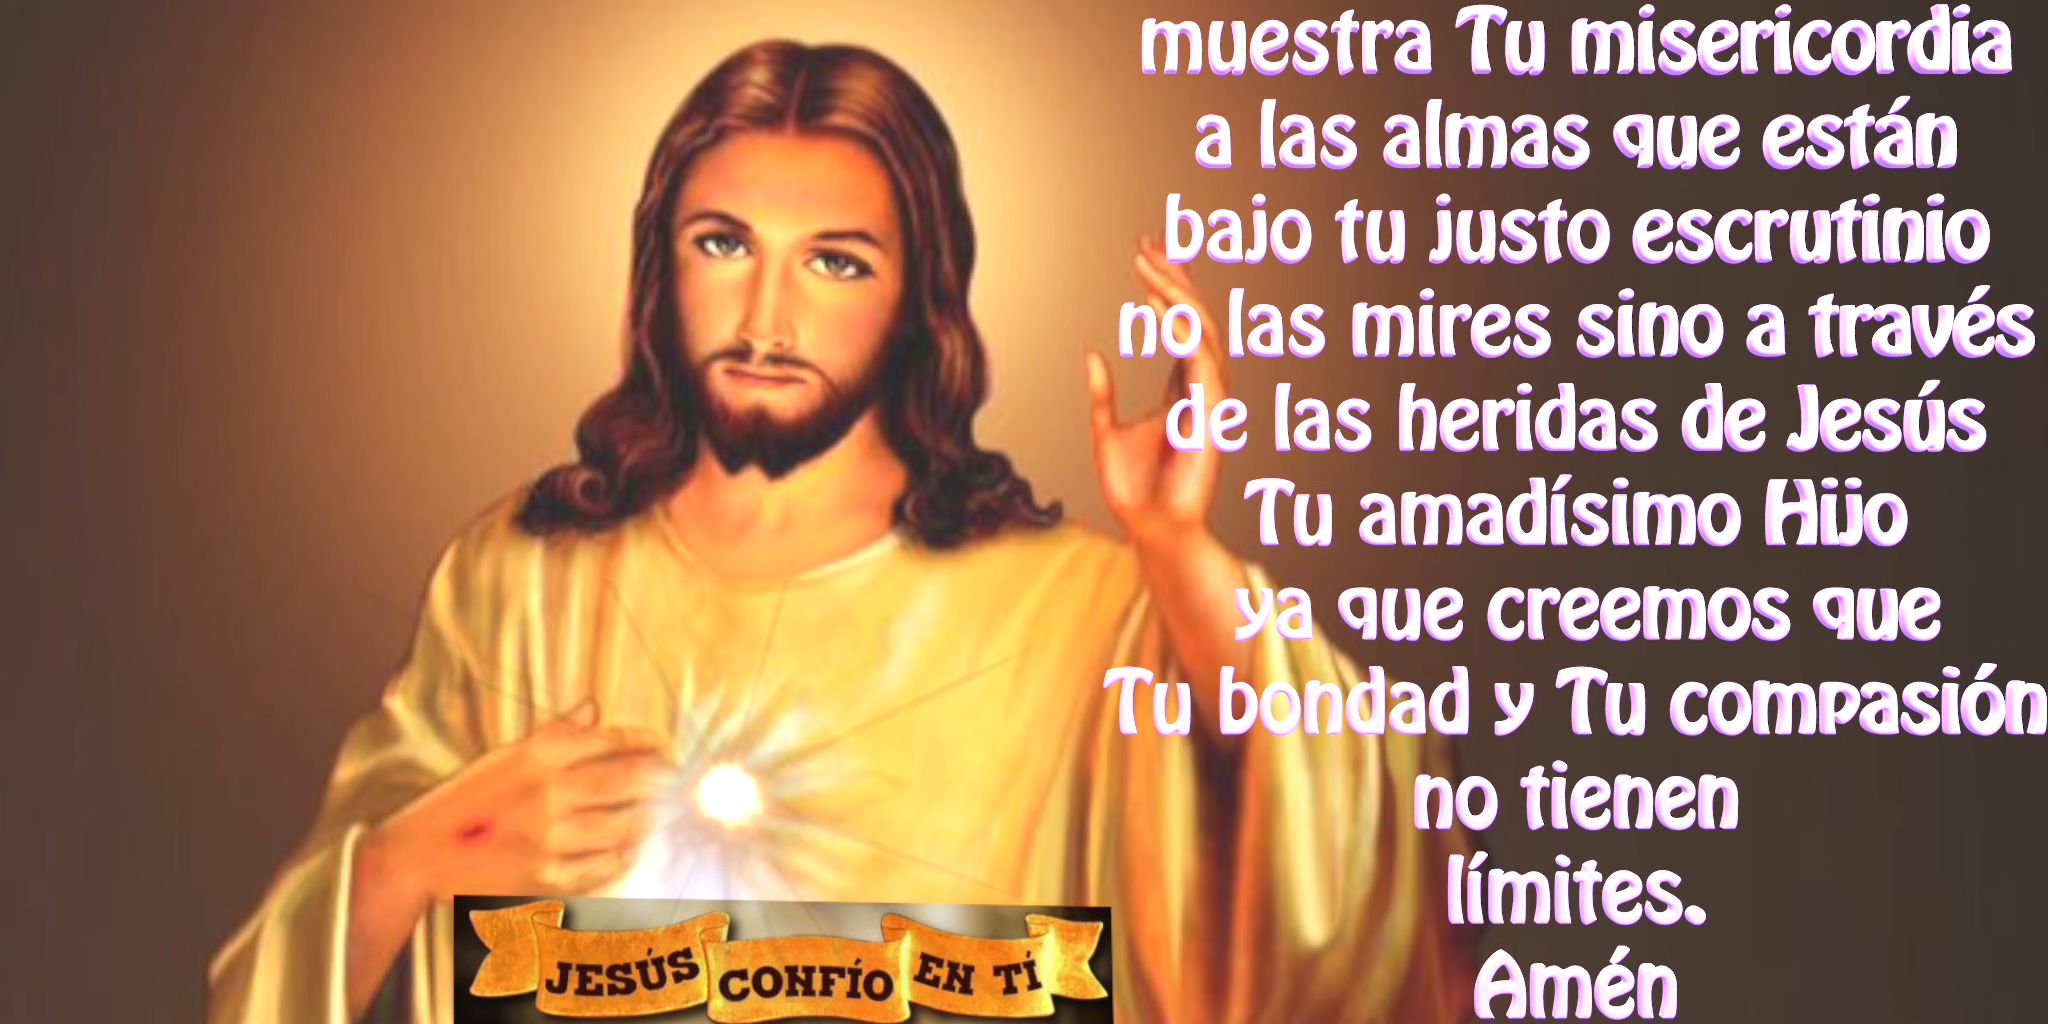 muestra Tu misericordia
a las almas que están
bajo tu justo escrutinio
no las mires sino a través
de las heridas de Jesús
Tu amadísimo Hijo
ya que creemos que
Tu bondad y Tu compasión
no tienen
límites.
Amén
JESÚS CONFÍO EN TÍ